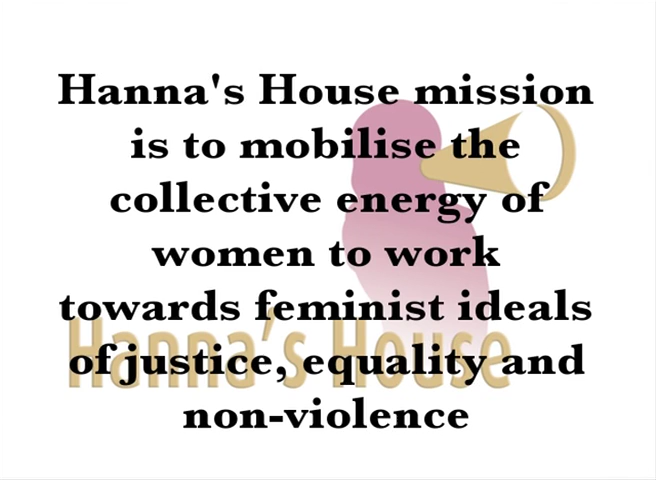 Hanna's House mission
is to mobilise the
collective energy of
women to work
towards feminist ideals
of justice, equality and
non-violence
Hanna's House